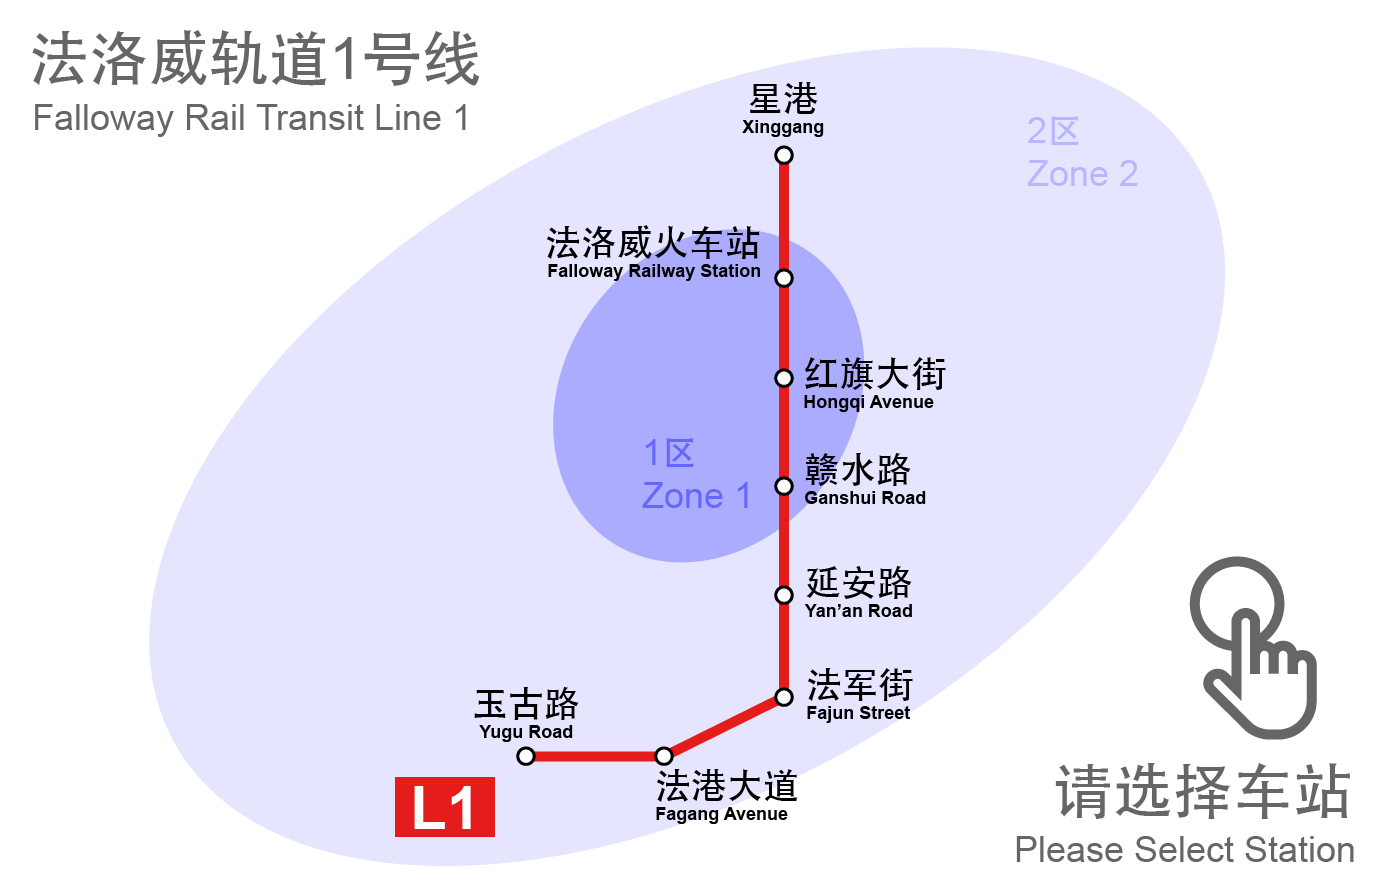 法洛威轨道1号线
Falloway Rail Transit Line 1
星港
Xinggang
2区
Zone 2
法洛威火车站
Falloway Railway Station
红旗大街
Hongqi Avenue
1区
Zone 1
赣水路
Ganshui Road
延安路
Yan’an Road
法军街
Fajun Street
玉古路
Yugu Road
法港大道
Fagang Avenue
L1
请选择车站
Please Select Station